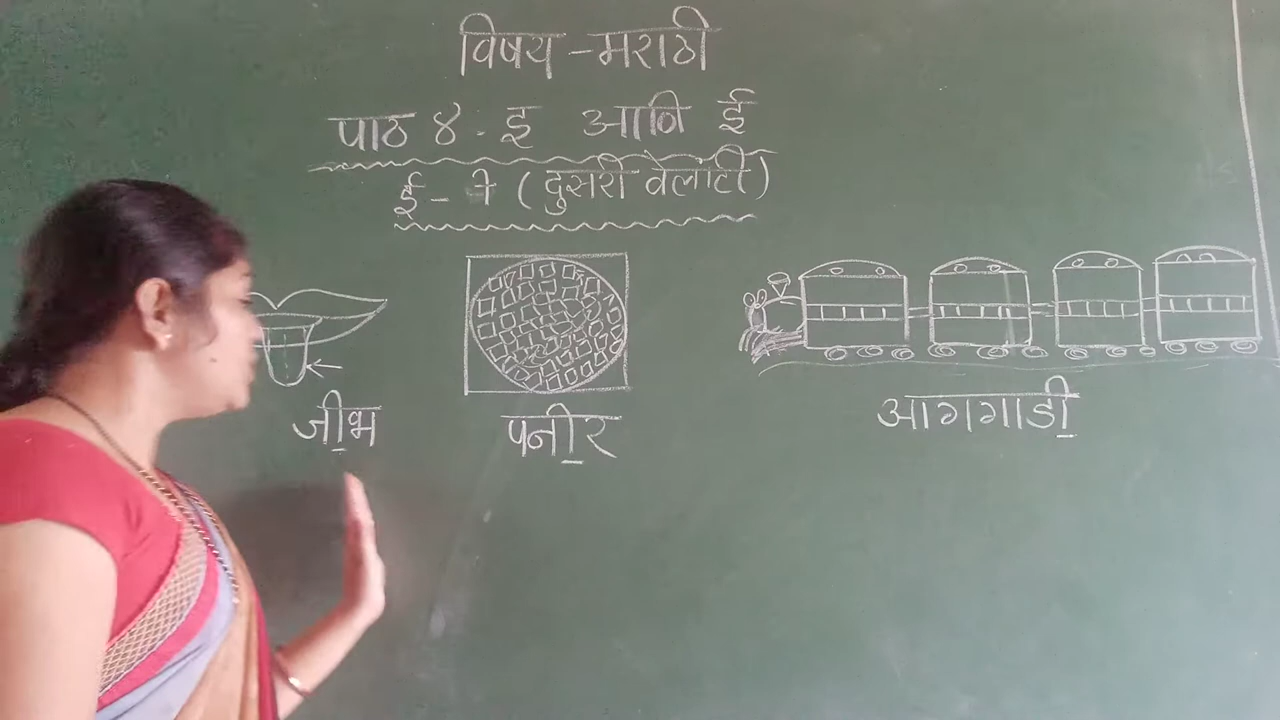 विषय - मराठी
पाठ ४ : इ आणि ई
ई - ी (दुसरी वेलांटी)
जीभ पनीर आगगाडी